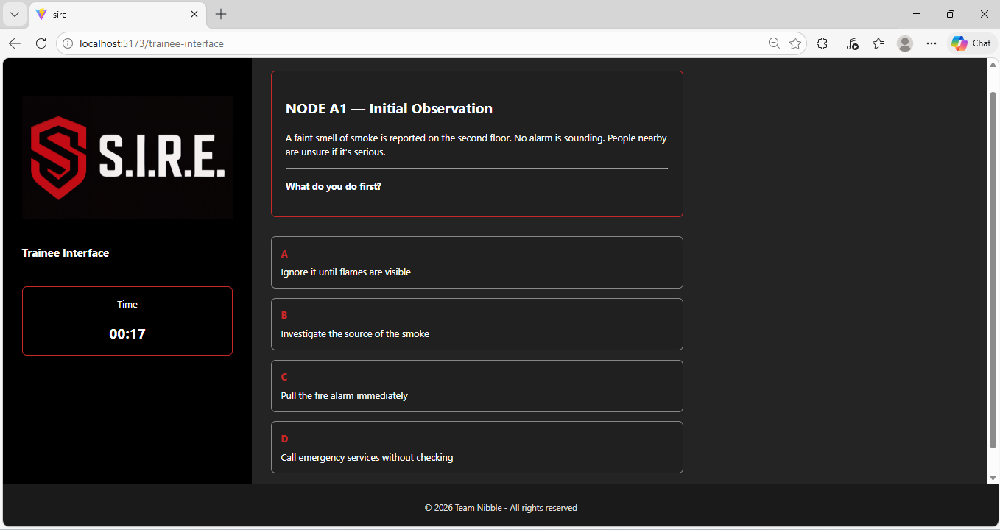 sire
localhost:5173/trainee-interface
Chat
S.I.R.E.
Trainee Interface
Time
00:17
NODE A1 — Initial Observation
A faint smell of smoke is reported on the second floor. No alarm is sounding. People nearby
are unsure if it's serious.
What do you do first?
A
Ignore it until flames are visible
B
Investigate the source of the smoke
C
Pull the fire alarm immediately
D
Call emergency services without checking
© 2026 Team Nibble - All rights reserved